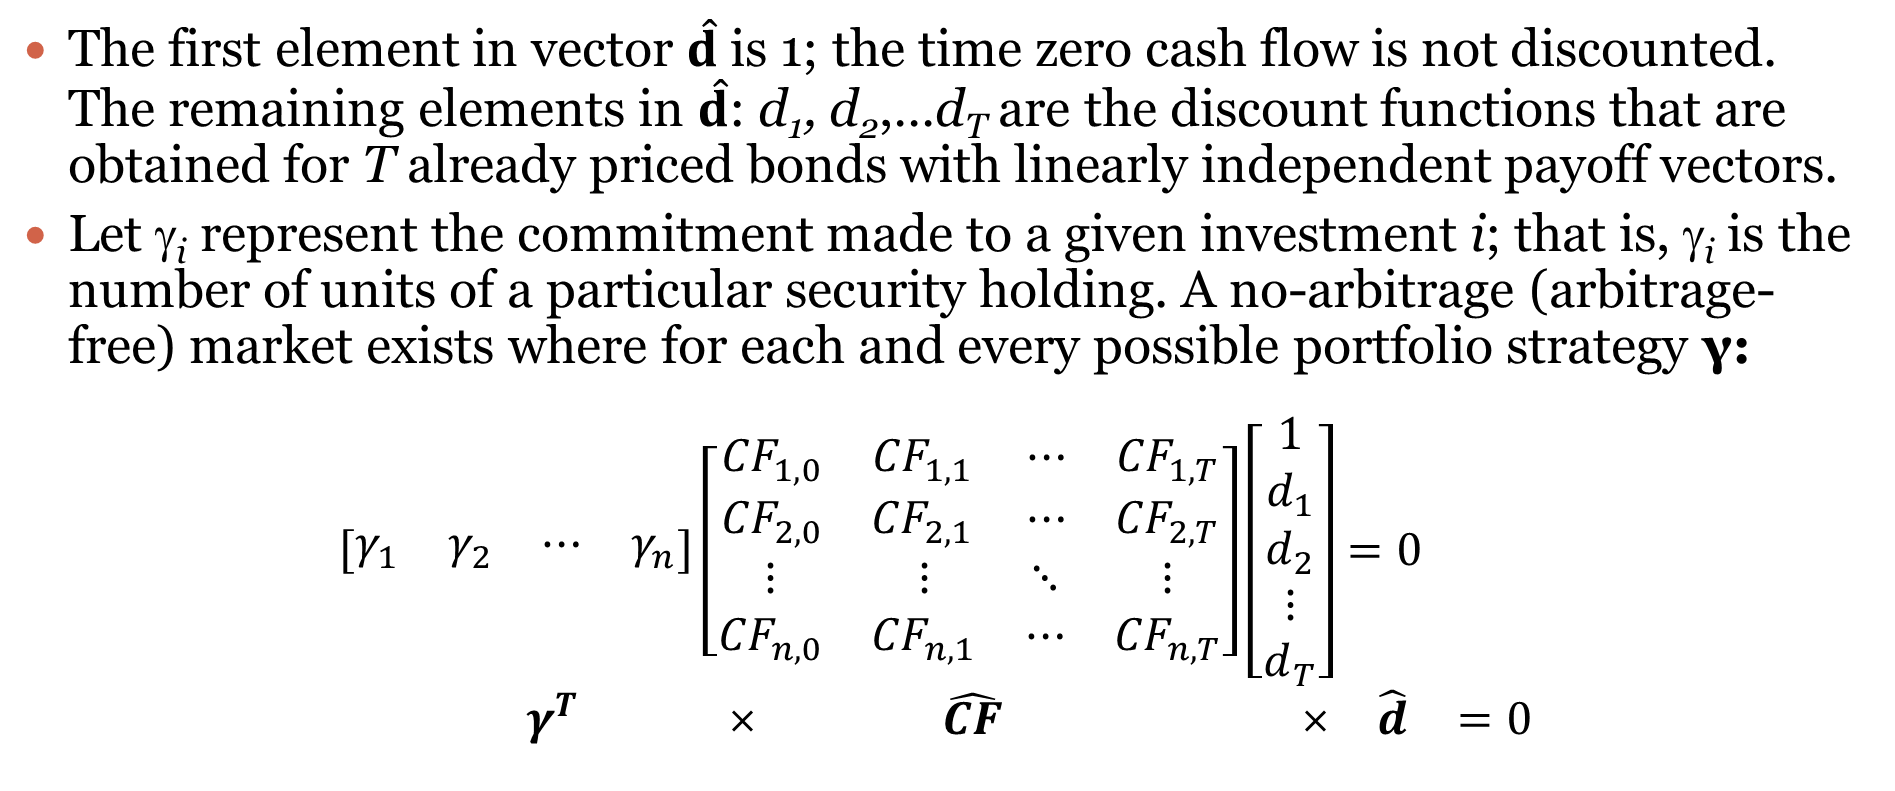 • The first element in vector d̂ is 1; the time zero cash flow is not discounted.
The remaining elements in d̂: d₁, d₂,...d_T are the discount functions that are
obtained for T already priced bonds with linearly independent payoff vectors.
• Let γᵢ represent the commitment made to a given investment i; that is, γᵢ is the
number of units of a particular security holding. A no-arbitrage (arbitrage-
free) market exists where for each and every possible portfolio strategy γ:
[γ₁ γ₂ ⋯ γₙ] [CF₁,₀ CF₁,₁ ⋯ CF₁,T
CF₂,₀ CF₂,₁ ⋯ CF₂,T
⋮ ⋮ ⋱ ⋮
CFₙ,₀ CFₙ,₁ ⋯ CFₙ,T] [1
d₁
d₂
⋮
d_T] = 0
γ^T × ĈF × d̂ = 0